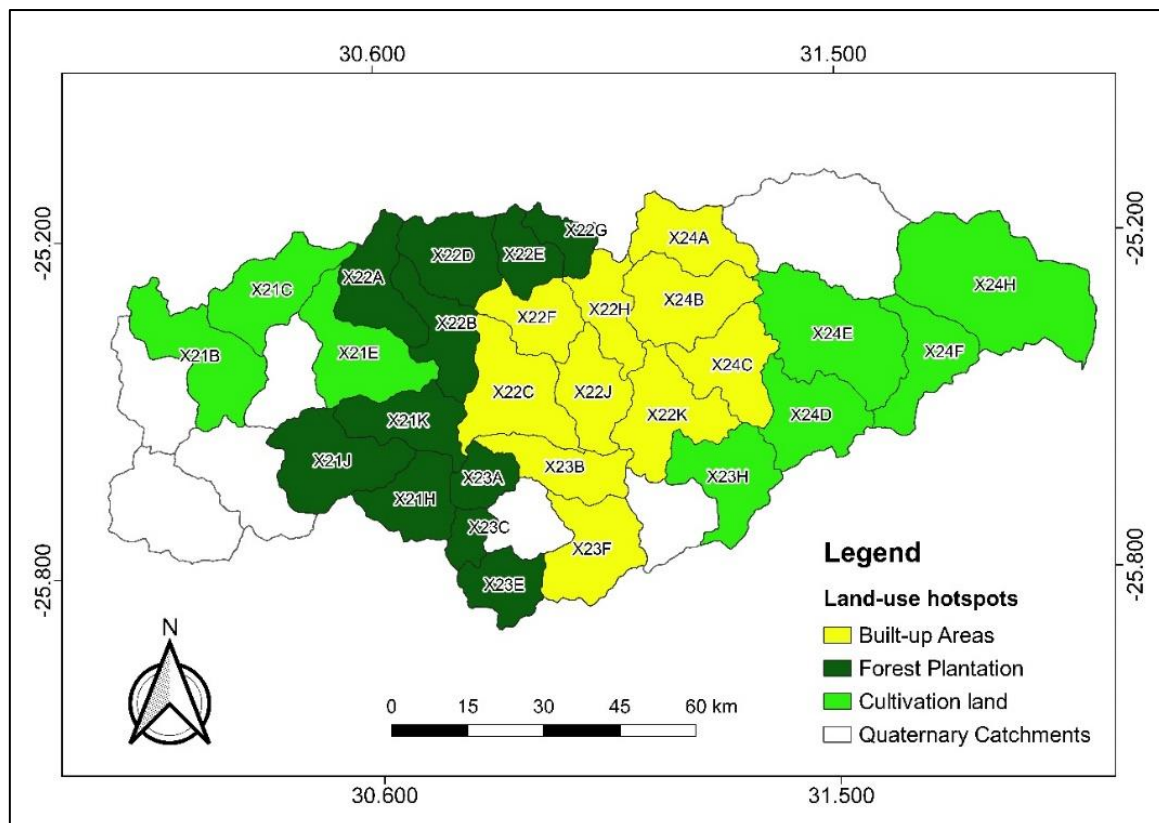 30.600 31.500
-25.200 -25.200
X24A
X22G
X22D X22E
X22A
X21C X24H
X24B
X22H
X22F
X22B
X24E
X24F
X21E
X21B
X24C
X22C X22J
X22K
X24D
X21K
X21J
X23B
X23A X23H
X21H
X23C
X23F
X23E
-25.800 -25.800
Legend
Land-use hotspots
Built-up Areas
Forest Plantation
Cultivation land
Quaternary Catchments
N
0 15 30 45 60 km
30.600 31.500